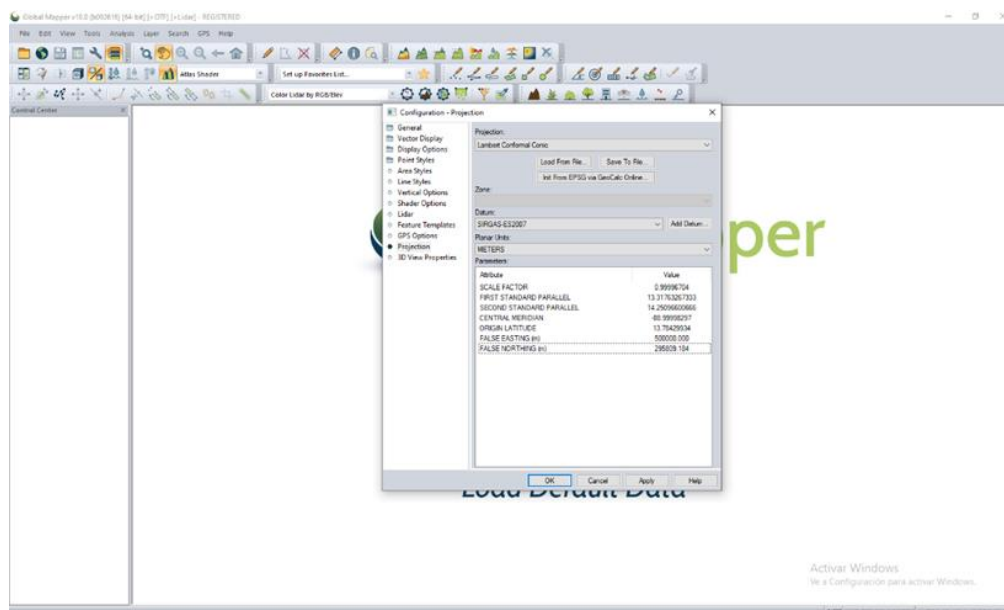 Global Mapper v18.0 (b092616) [64-bit] [+OTF] [+Lidar] - REGISTERED
File Edit View Tools Analysis Layer Search GPS Help
Atlas Shader
Set up Favorites List...
Color Lidar by RGB/Elev
Control Center
Configuration - Projection
General
Vector Display
Display Options
Point Styles
Area Styles
Line Styles
Vertical Options
Shader Options
Lidar
Feature Templates
GPS Options
Projection
3D View Properties
Projection:
Lambert Conformal Conic
Load From File... Save To File...
Init From EPSG via GeoCalc Online...
Zone:
Datum:
SIRGAS-ES2007 Add Datum...
Planar Units:
METERS
Parameters:
Attribute Value
SCALE FACTOR 0.99996704
FIRST STANDARD PARALLEL 13.31763267333
SECOND STANDARD PARALLEL
CENTRAL MERIDIAN
ORIGIN LATITUDE 13.78429934
FALSE EASTING (m) 500000.000
FALSE NORTHING (m) 295809.184
OK Cancel Apply Help
per
Load Default Data
Activar Windows
Ve a Configuración para activar Windows.